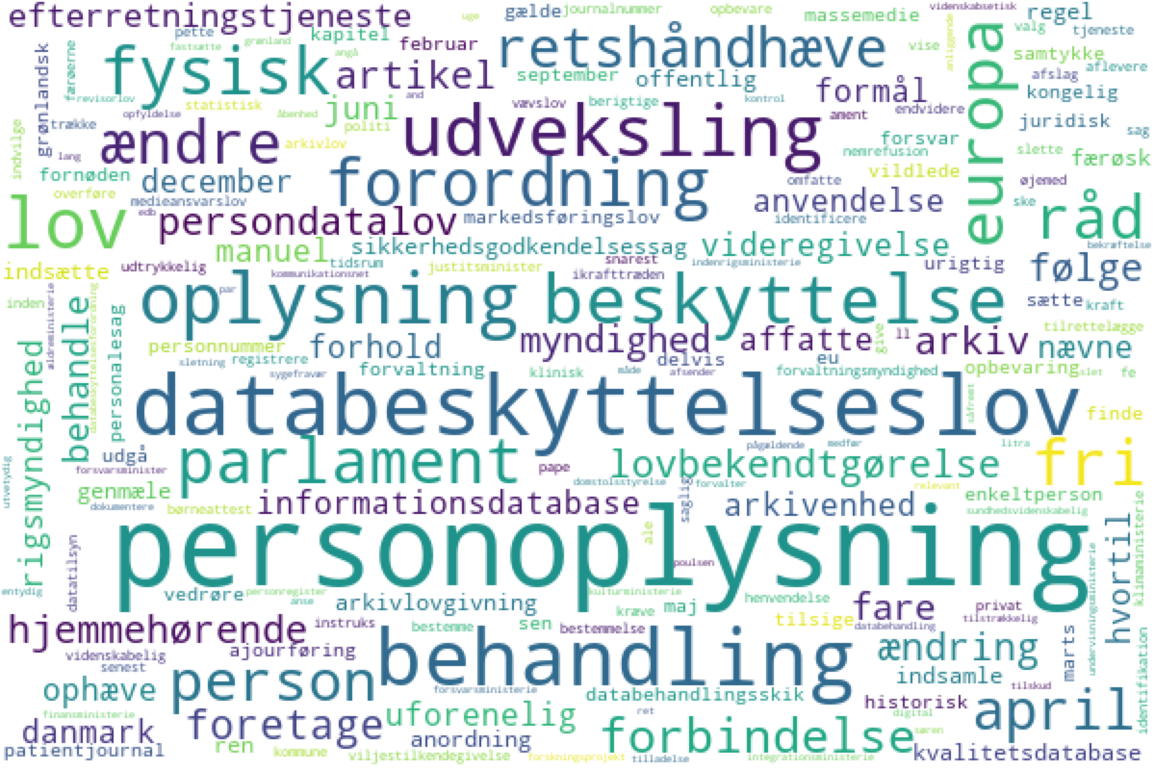 efterretningstjeneste
uge
gælde
journalnummer
opbevare
massemedie
videnskabsetisk
regel
pette
kapitel
februar
retshåndhæve
vise
anliggende
europa
valg
tjeneste
færøerne
fastsætte
grønland
angå
samtykke
fysisk
artikel
september
offentlig
formål
afslag
aflevere
revisorlov
statistisk
juni
and
vævslov
berigtige
kontrol
endvidere
kongelig
grønlandsk
opfyldelse
åbenhed
politi
udveksling
ament
forsvar
juridisk
sag
indvilge
trække
ændre
arkivlov
nemrefusion
slette
færøsk
lang
fornøden
december
forordning
omfatte
vildlede
øjemed
overføre
medieansvarslov
anvendelse
ske
råd
lov
edb
persondatalov
markedsføringslov
identificere
bekræftelse
manuel
sikkerhedsgodkendelsessag
videregivelse
indsætte
udtrykkelig
tidsrum
justitsminister
snarest
indenrigsministerie
urigtig
følge
kommunikationsnet
ikrafttræden
inden
behandle
databeskyttelsesforordning
par
oplysning
beskyttelse
sætte
kraft
aldreministerie
personalesag
myndighed
affatte
give
ll
arkiv
tilrettelægge
nævne
personnummer
forhold
sletning
registrere
delvis
eu
rigsmyndighed
forvaltning
klinisk
afsender
forvaltningsmyndighed
opbevaring
slet
fe
sygefravær
måde
såfremt
databeskyttelseslov
finde
udgå
parlament
pågældende
medfør
litra
utvetydig
forsvarsminister
pape
domstolsstyrelse
lovbekendtgørelse
fri
genmæle
dokumentere
børneattest
informationsdatabase
saglig
forvalter
relevant
arkivenhed
enkeltperson
sundhedsvidenskabelig
klimaministerie
personoplysning
ale
poulsen
hvortil
undervisningsministerie
datatilsyn
entydig
vedrøre
personregister
anse
kulturministerie
henvendelse
arkivlovgivning
kræve
maj
tilsige
fare
privat
tilstrækkelig
hjemmehørende
instruks
bestemme
sen
bestemmelse
databehandling
videnskabelig
senest
ajourføring
behandling
ændring
marts
identifikation
ophæve
person
forsvarsministerie
databehandlingsskik
indsamle
tilskud
finansministerie
foretage
uforenelig
ret
historisk
digital
april
danmark
anordning
forbindelse
søren
patientjournal
ren
kommune
viljestilkendegivelse
forskningsprojekt
tilladelse
integrationsministerie
kvalitetsdatabase